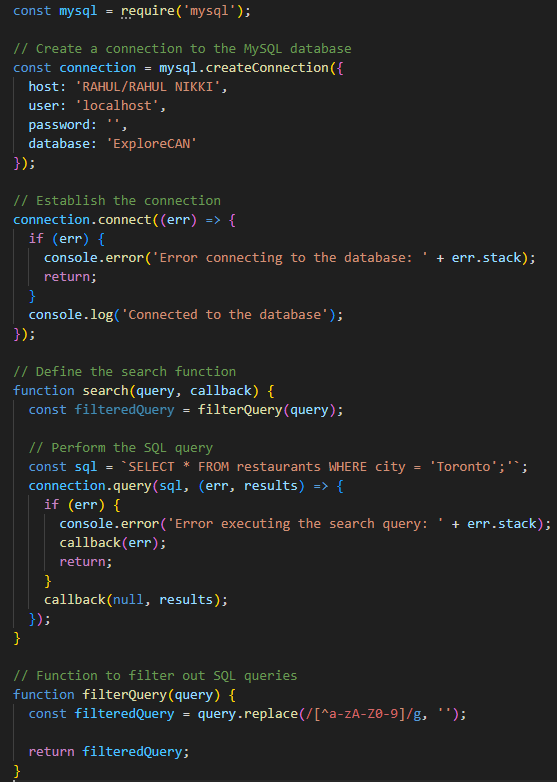 const mysql = require('mysql');

// Create a connection to the MySQL database
const connection = mysql.createConnection({
  host: 'RAHUL/RAHUL NIKKI',
  user: 'localhost',
  password: '',
  database: 'ExploreCAN'
});

// Establish the connection
connection.connect((err) => {
  if (err) {
    console.error('Error connecting to the database: ' + err.stack);
    return;
  }
  console.log('Connected to the database');
});

// Define the search function
function search(query, callback) {
  const filteredQuery = filterQuery(query);

  // Perform the SQL query
  const sql = `SELECT * FROM restaurants WHERE city = 'Toronto';'`;
  connection.query(sql, (err, results) => {
    if (err) {
      console.error('Error executing the search query: ' + err.stack);
      callback(err);
      return;
    }
    callback(null, results);
  });
}

// Function to filter out SQL queries
function filterQuery(query) {
  const filteredQuery = query.replace(/[^a-zA-Z0-9]/g, '');

  return filteredQuery;
}